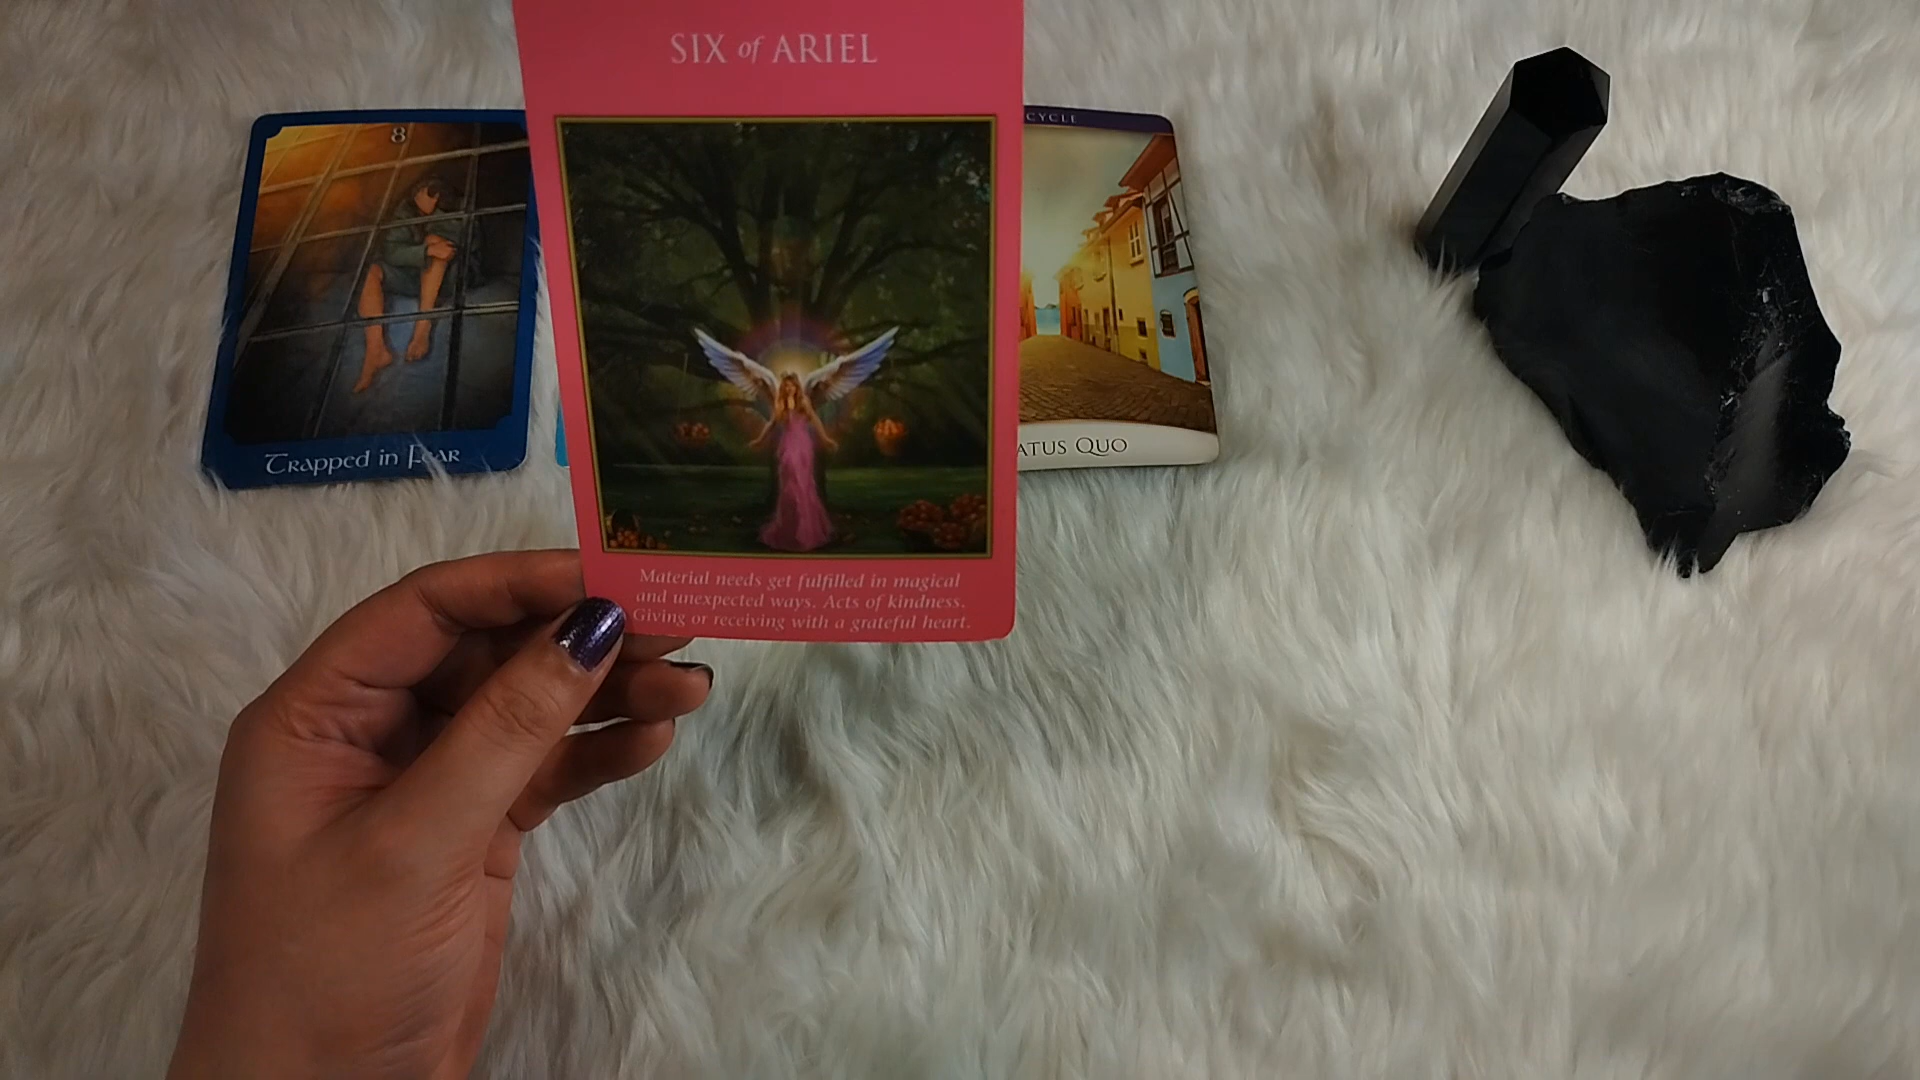 SIX of ARIEL
8
CYCLE
TRAPPED IN FEAR
ATUS QUO
Material needs get fulfilled in magical
and unexpected ways. Acts of kindness.
Giving or receiving with a grateful heart.